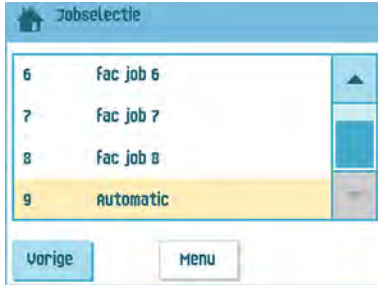 Jobselectie
6 Fac job 6
7 Fac job 7
8 Fac job 8
9 Automatic
Vorige Menu